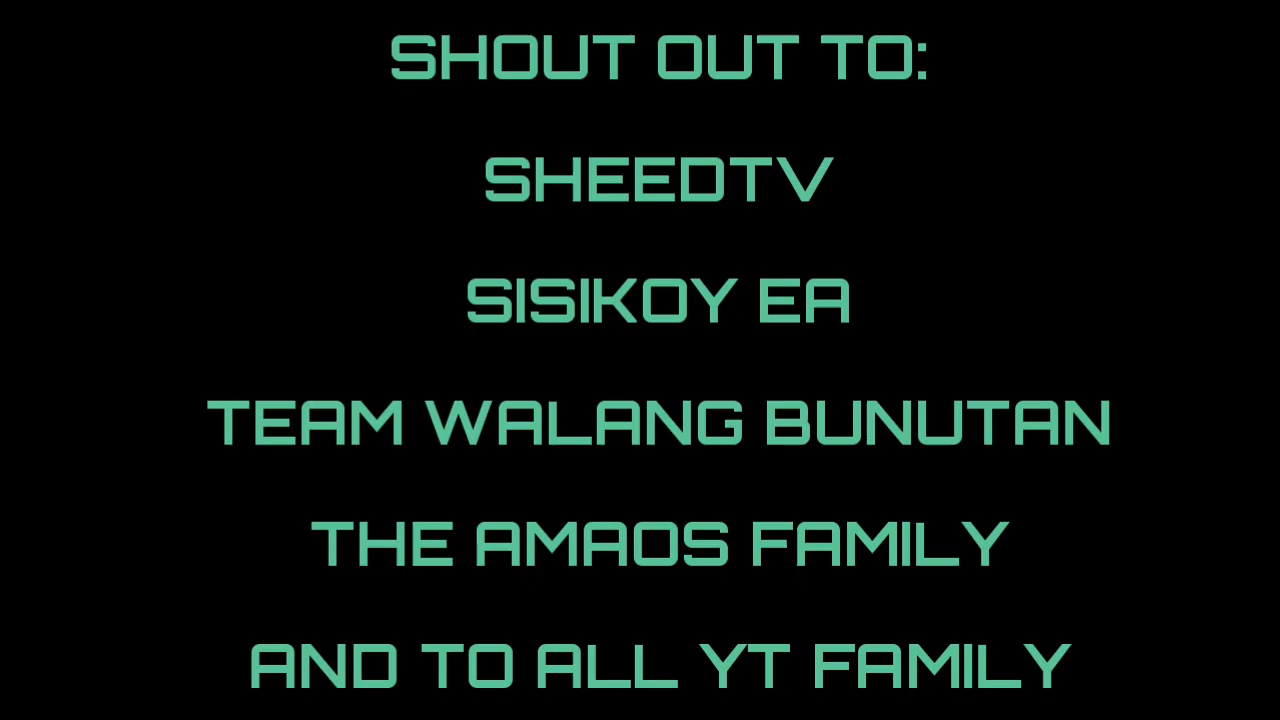 SHOUT OUT TO:
SHEEDTV
SISIKOY EA
TEAM WALANG BUNUTAN
THE AMAOS FAMILY
AND TO ALL YT FAMILY